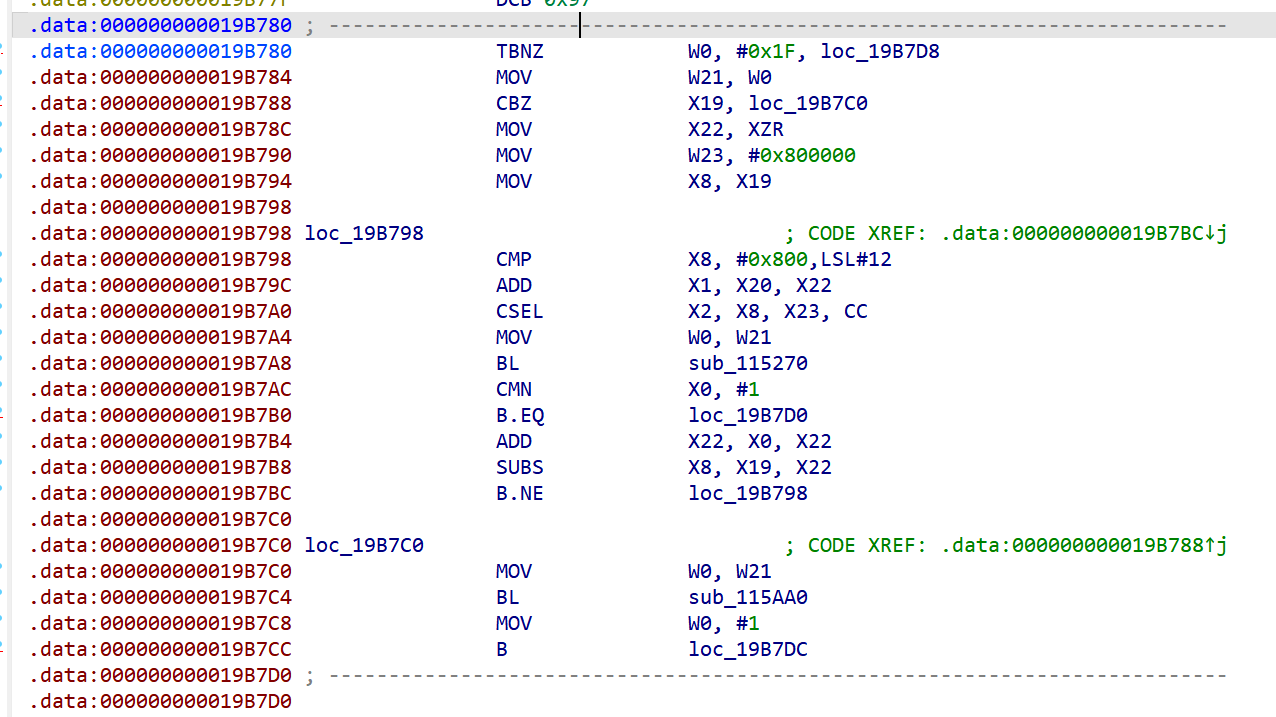 .data:000000000019B77F                 DCB 0x97
.data:000000000019B780 ; ---------------------------------------------------------------------------
.data:000000000019B780                 TBNZ            W0, #0x1F, loc_19B7D8
.data:000000000019B784                 MOV             W21, W0
.data:000000000019B788                 CBZ             X19, loc_19B7C0
.data:000000000019B78C                 MOV             X22, XZR
.data:000000000019B790                 MOV             W23, #0x800000
.data:000000000019B794                 MOV             X8, X19
.data:000000000019B798
.data:000000000019B798 loc_19B798                              ; CODE XREF: .data:000000000019B7BC↓j
.data:000000000019B798                 CMP             X8, #0x800,LSL#12
.data:000000000019B79C                 ADD             X1, X20, X22
.data:000000000019B7A0                 CSEL            X2, X8, X23, CC
.data:000000000019B7A4                 MOV             W0, W21
.data:000000000019B7A8                 BL              sub_115270
.data:000000000019B7AC                 CMN             X0, #1
.data:000000000019B7B0                 B.EQ            loc_19B7D0
.data:000000000019B7B4                 ADD             X22, X0, X22
.data:000000000019B7B8                 SUBS            X8, X19, X22
.data:000000000019B7BC                 B.NE            loc_19B798
.data:000000000019B7C0
.data:000000000019B7C0 loc_19B7C0                              ; CODE XREF: .data:000000000019B788↑j
.data:000000000019B7C0                 MOV             W0, W21
.data:000000000019B7C4                 BL              sub_115AA0
.data:000000000019B7C8                 MOV             W0, #1
.data:000000000019B7CC                 B               loc_19B7DC
.data:000000000019B7D0 ; ---------------------------------------------------------------------------
.data:000000000019B7D0